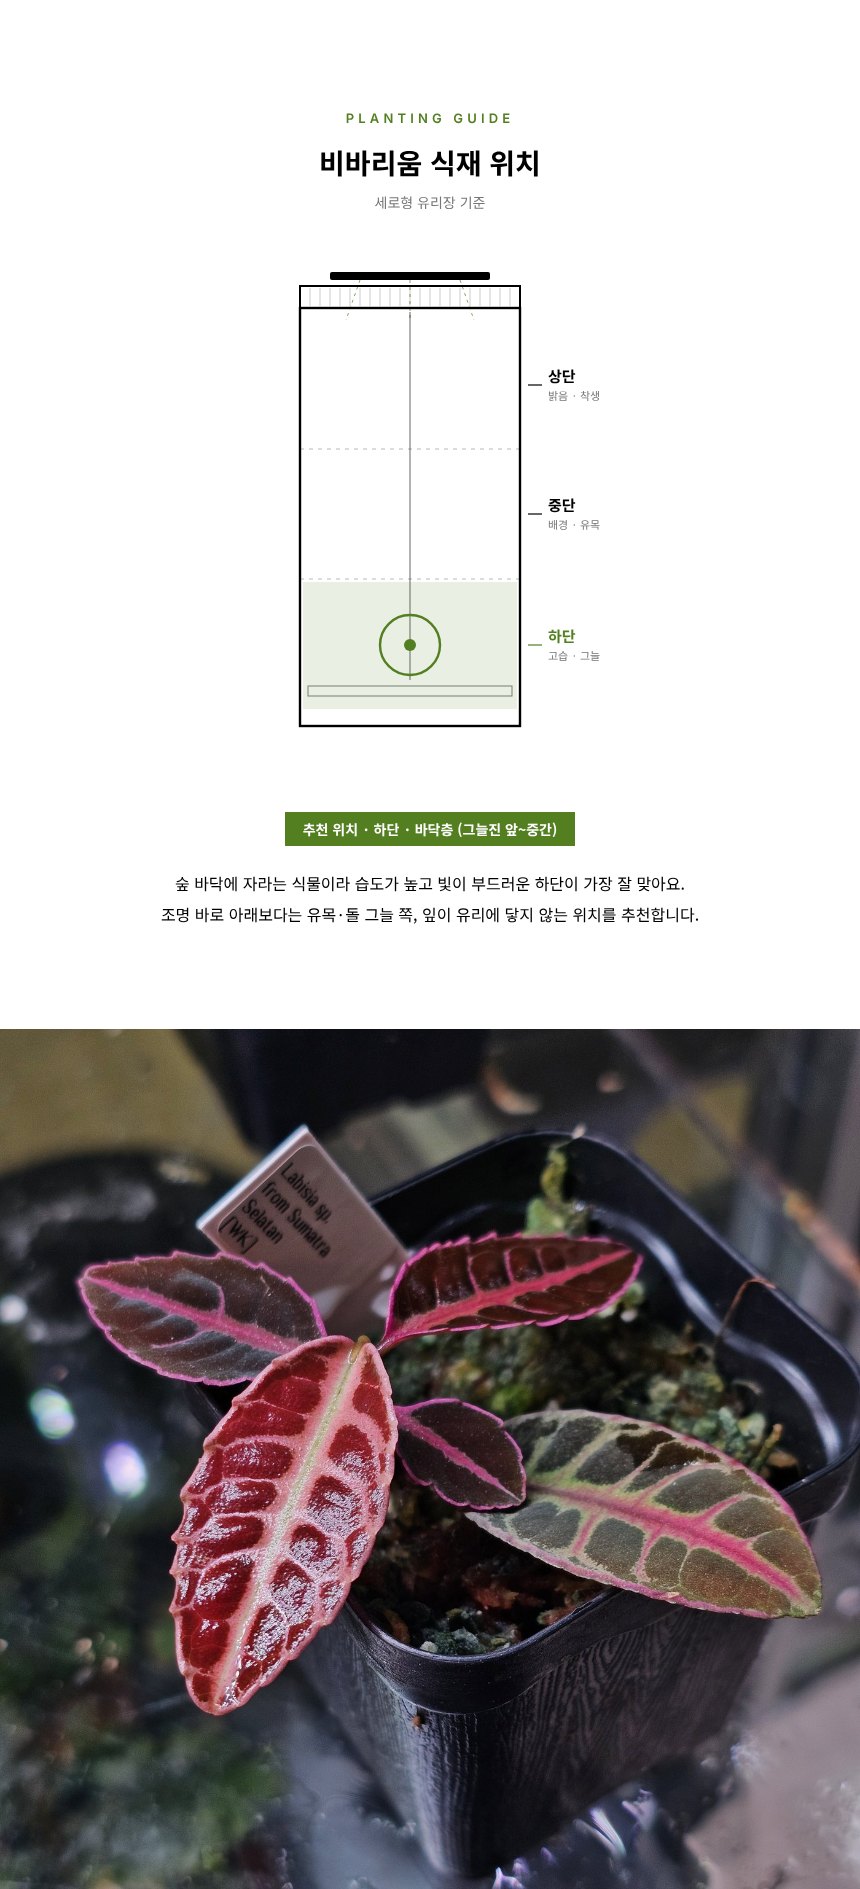 PLANTING GUIDE
비바리움 식재 위치
세로형 유리장 기준
상단
밝음 · 착생
중단
배경 · 유목
하단
고습 · 그늘
추천 위치 · 하단 · 바닥층 (그늘진 앞~중간)
숲 바닥에 자라는 식물이라 습도가 높고 빛이 부드러운 하단이 가장 잘 맞아요.
조명 바로 아래보다는 유목·돌 그늘 쪽, 잎이 유리에 닿지 않는 위치를 추천합니다.
Labisia sp.
from Sumatra
Selatan
[WK]